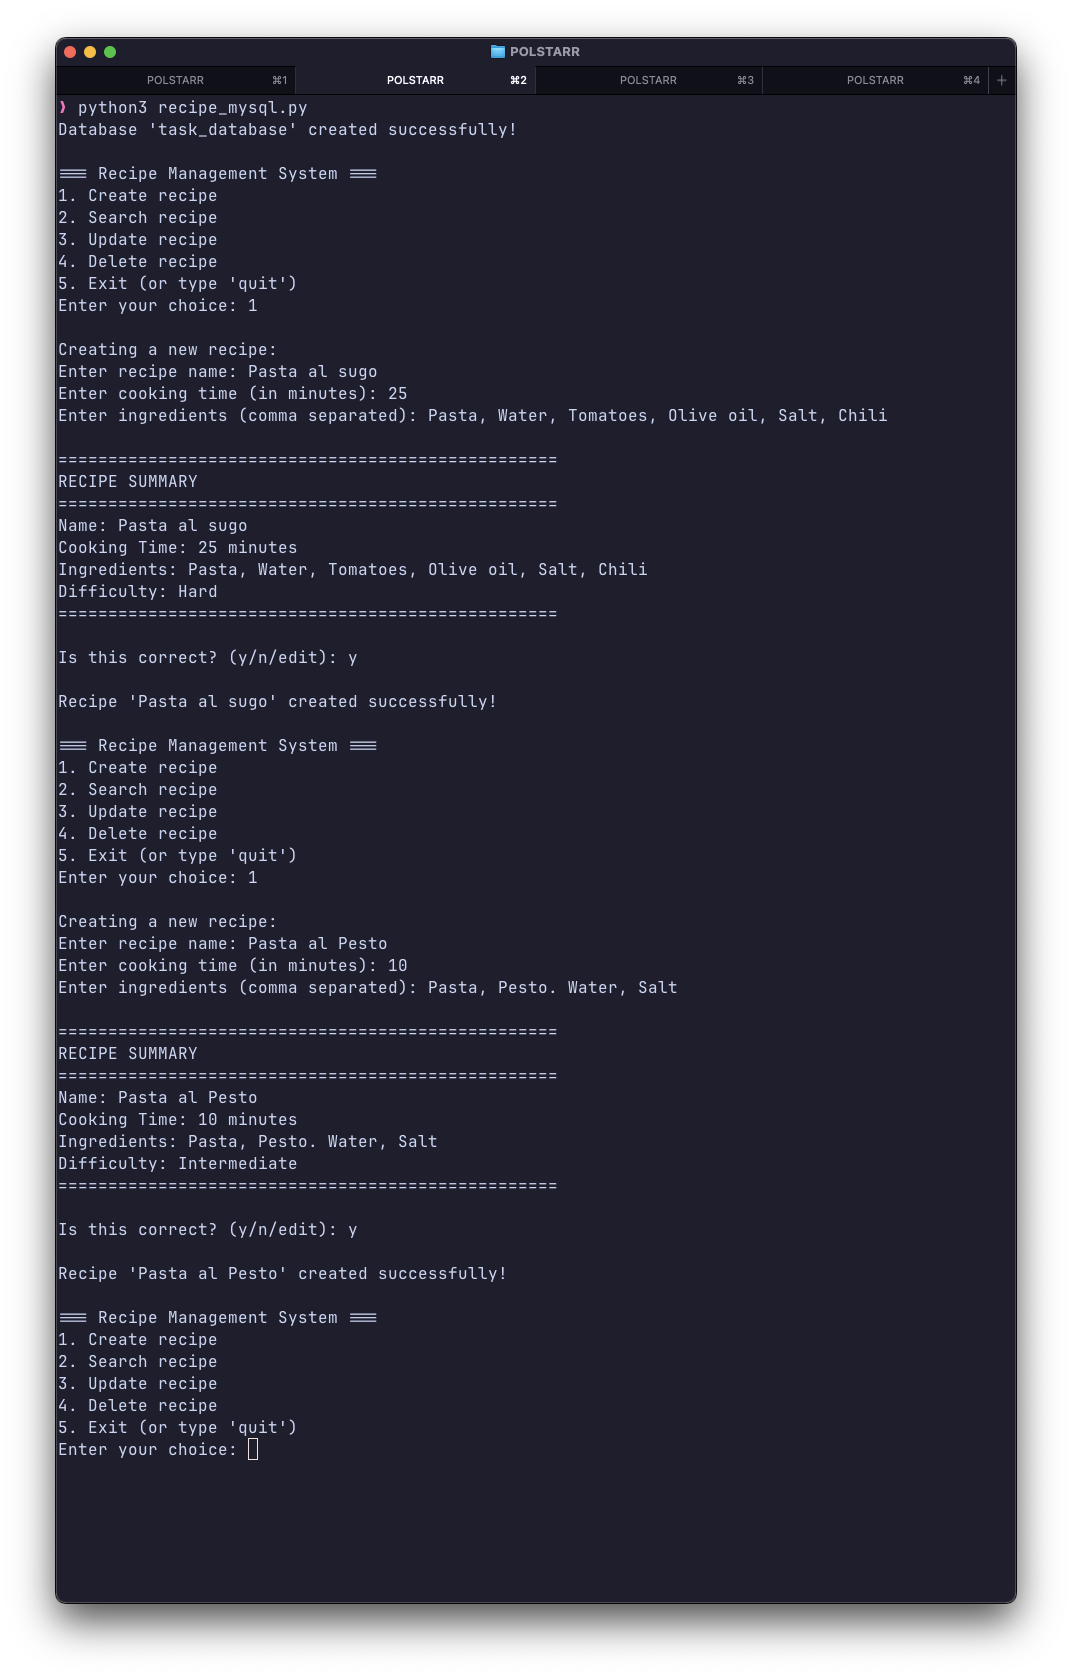 POLSTARR
POLSTARR ⌘1 POLSTARR ⌘2 POLSTARR ⌘3 POLSTARR ⌘4 +
❯ python3 recipe_mysql.py
Database 'task_database' created successfully!
=== Recipe Management System ===
1. Create recipe
2. Search recipe
3. Update recipe
4. Delete recipe
5. Exit (or type 'quit')
Enter your choice: 1
Creating a new recipe:
Enter recipe name: Pasta al sugo
Enter cooking time (in minutes): 25
Enter ingredients (comma separated): Pasta, Water, Tomatoes, Olive oil, Salt, Chili
==================================================
RECIPE SUMMARY
==================================================
Name: Pasta al sugo
Cooking Time: 25 minutes
Ingredients: Pasta, Water, Tomatoes, Olive oil, Salt, Chili
Difficulty: Hard
==================================================
Is this correct? (y/n/edit): y
Recipe 'Pasta al sugo' created successfully!
=== Recipe Management System ===
1. Create recipe
2. Search recipe
3. Update recipe
4. Delete recipe
5. Exit (or type 'quit')
Enter your choice: 1
Creating a new recipe:
Enter recipe name: Pasta al Pesto
Enter cooking time (in minutes): 10
Enter ingredients (comma separated): Pasta, Pesto. Water, Salt
==================================================
RECIPE SUMMARY
==================================================
Name: Pasta al Pesto
Cooking Time: 10 minutes
Ingredients: Pasta, Pesto. Water, Salt
Difficulty: Intermediate
==================================================
Is this correct? (y/n/edit): y
Recipe 'Pasta al Pesto' created successfully!
=== Recipe Management System ===
1. Create recipe
2. Search recipe
3. Update recipe
4. Delete recipe
5. Exit (or type 'quit')
Enter your choice: